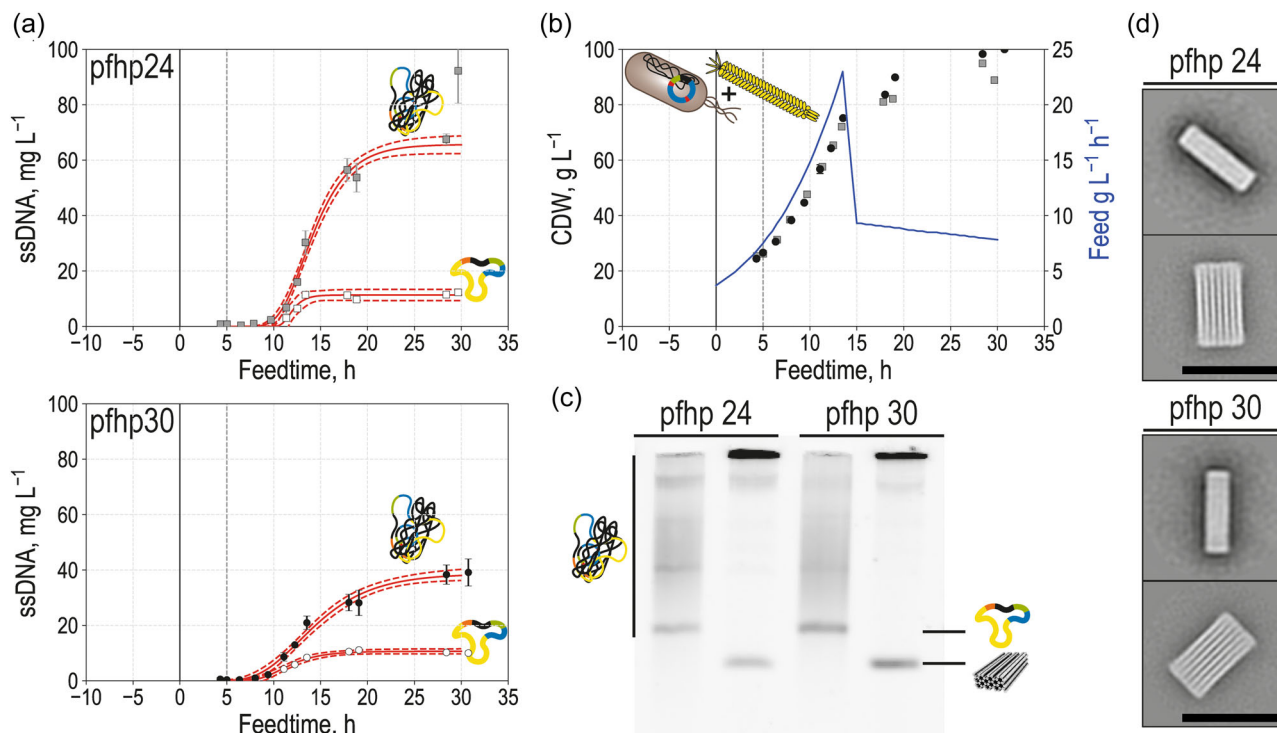 (a)
pfhp24
100
80
60
40
20
0
ssDNA, mg L⁻¹
−10 −5 0 5 10 15 20 25 30 35
Feedtime, h
pfhp30
100
80
60
40
20
0
ssDNA, mg L⁻¹
−10 −5 0 5 10 15 20 25 30 35
Feedtime, h
(b)
100
80
60
40
20
0
CDW, g L⁻¹
+
25
20
15
10
5
0
Feed g L⁻¹ h⁻¹
−10 −5 0 5 10 15 20 25 30 35
Feedtime, h
(c)
pfhp 24 pfhp 30
(d)
pfhp 24
pfhp 30